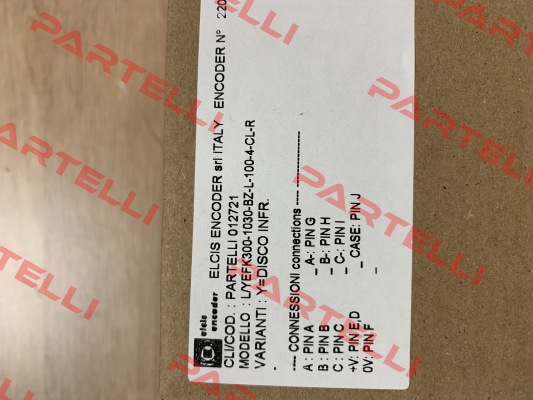 elcis
encoder
ELCIS ENCODER srl ITALY ENCODER N° 220
CLI/COD. : PARTELLI 012721
MODELLO : L/YEFK300-1030-BZ-L-100-4-CL-R
VARIANTI : Y=DISCO INFR.
-
---- CONNESSIONI connections ---- --------------
A : PIN A _ A-: PIN G
B : PIN B _ B-: PIN H
C : PIN C _ C-: PIN I
+V: PIN E,D _ CASE: PIN J
0V: PIN F _
PARTELLI
PARTELLI
PARTELLI
PARTELLI
PARTELLI
PARTELLI